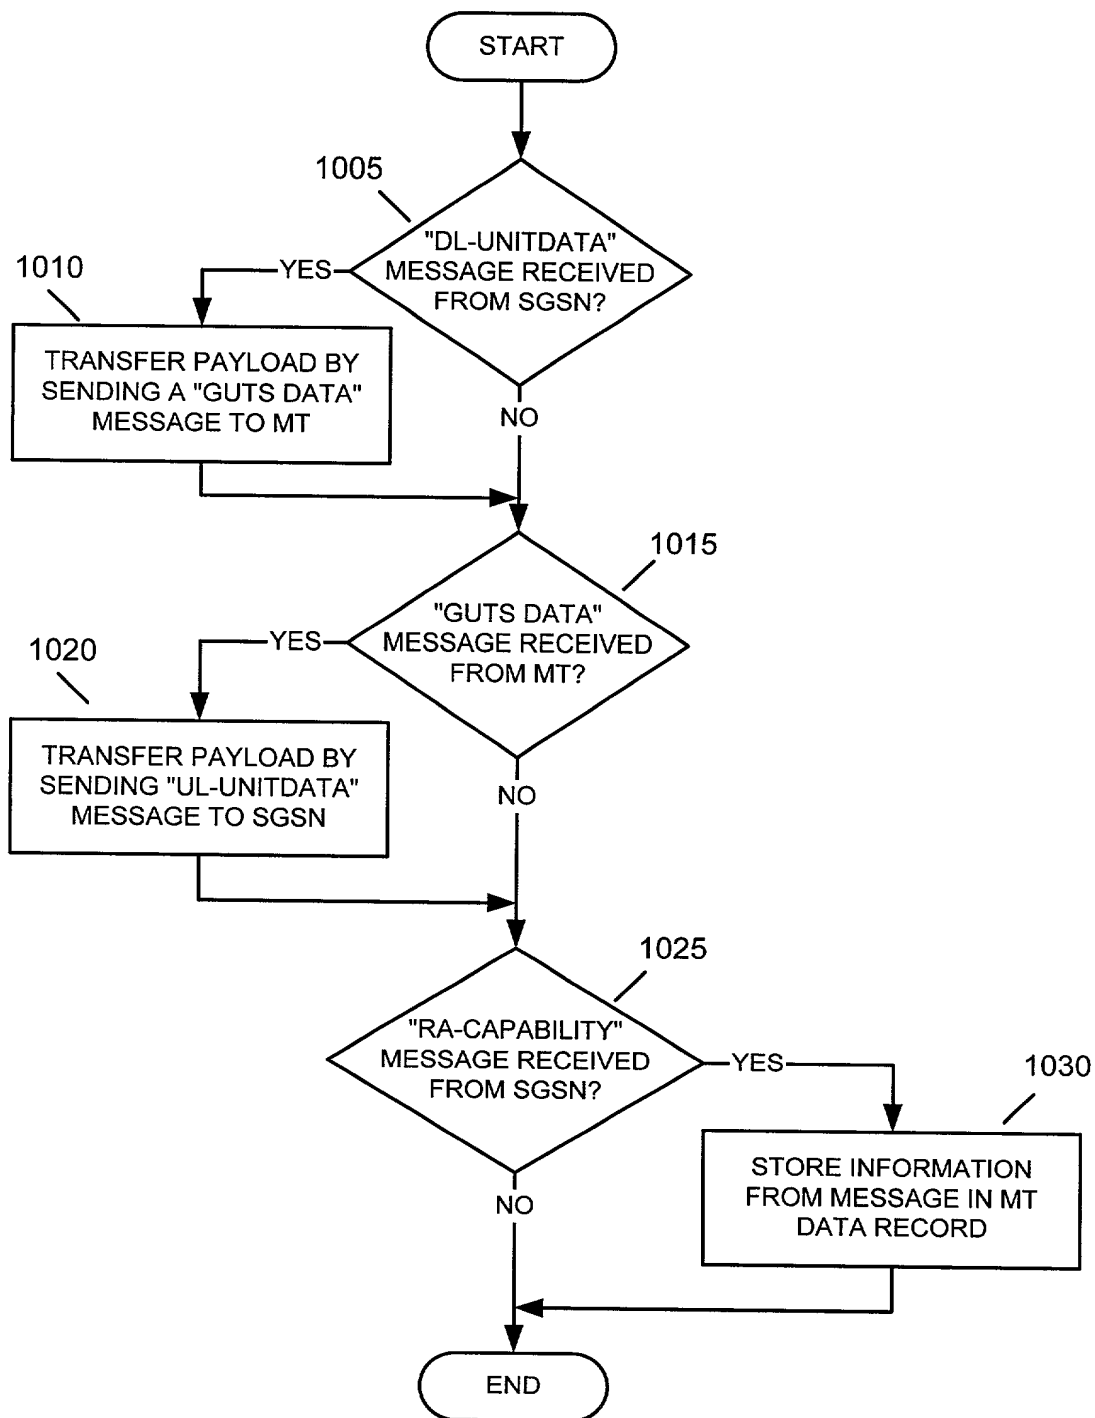 START
1005
"DL-UNITDATA"
MESSAGE RECEIVED
FROM SGSN?
YES
1010
TRANSFER PAYLOAD BY
SENDING A "GUTS DATA"
MESSAGE TO MT
NO
1015
"GUTS DATA"
MESSAGE RECEIVED
FROM MT?
YES
1020
TRANSFER PAYLOAD BY
SENDING "UL-UNITDATA"
MESSAGE TO SGSN
NO
1025
"RA-CAPABILITY"
MESSAGE RECEIVED
FROM SGSN?
YES
1030
STORE INFORMATION
FROM MESSAGE IN MT
DATA RECORD
NO
END